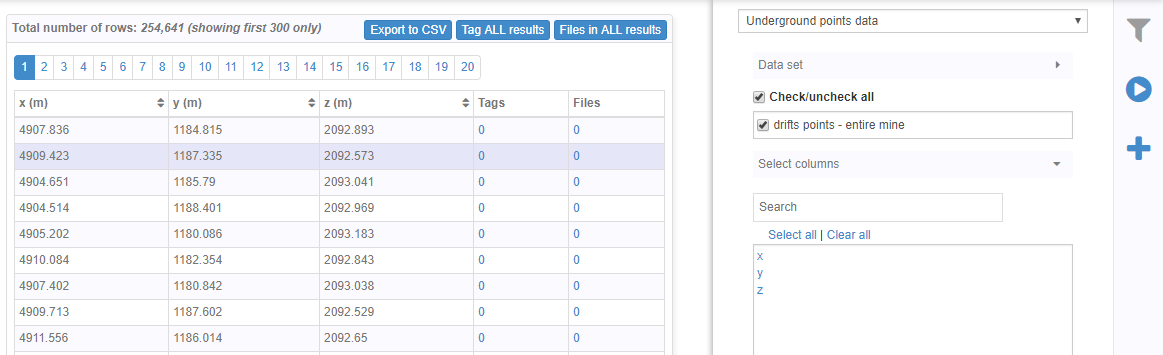 Total number of rows: 254,641 (showing first 300 only) Export to CSV Tag ALL results Files in ALL results
1 2 3 4 5 6 7 8 9 10 11 12 13 14 15 16 17 18 19 20
x (m) y (m) z (m) Tags Files
4907.836 1184.815 2092.893 0 0
4909.423 1187.335 2092.573 0 0
4904.651 1185.79 2093.041 0 0
4904.514 1188.401 2092.969 0 0
4905.202 1180.086 2093.183 0 0
4910.084 1182.354 2092.843 0 0
4907.402 1180.842 2093.038 0 0
4909.713 1187.602 2092.529 0 0
4911.556 1186.014 2092.65 0 0
Underground points data
Data set
Check/uncheck all
drifts points - entire mine
Select columns
Search
Select all | Clear all
x
y
z